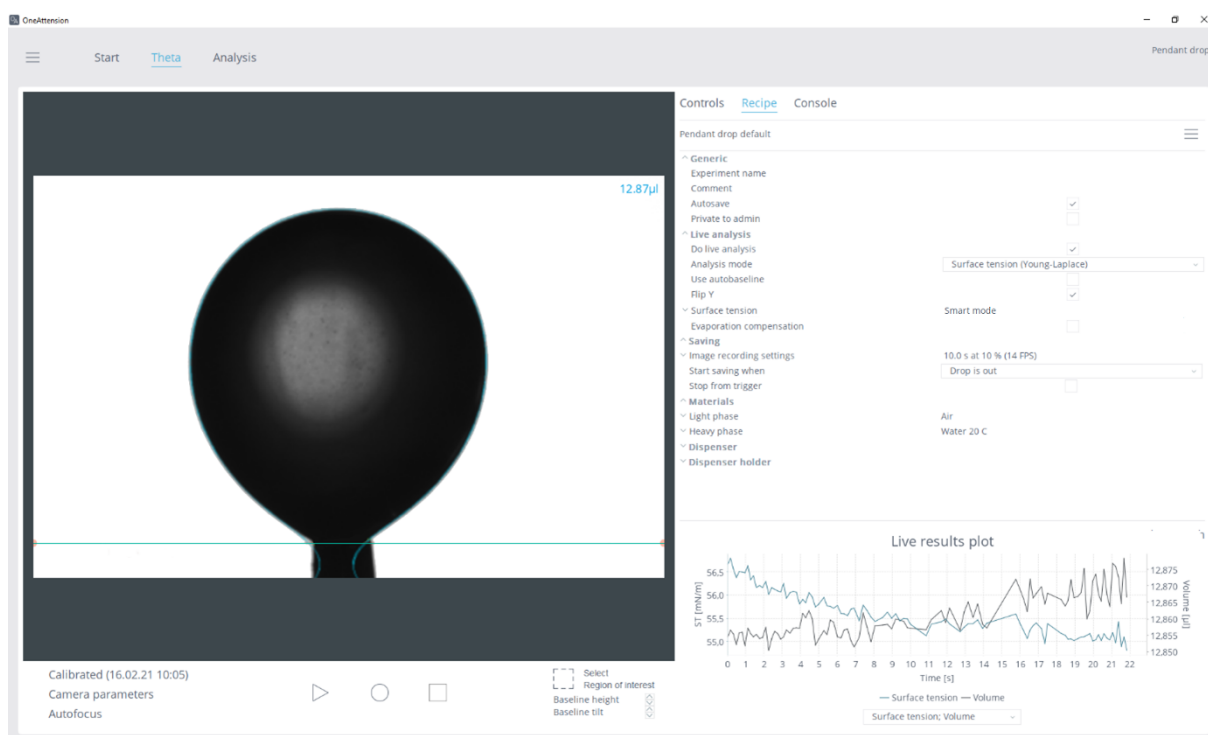 OneAttension
Start Theta Analysis
Pendant drop
12.87µl
Controls Recipe Console
Pendant drop default
Generic
Experiment name
Comment
Autosave
Private to admin
Live analysis
Do live analysis
Analysis mode Surface tension (Young-Laplace)
Use autobaseline
Flip Y
Surface tension Smart mode
Evaporation compensation
Saving
Image recording settings 10.0 s at 10 % (14 FPS)
Start saving when Drop is out
Stop from trigger
Materials
Light phase Air
Heavy phase Water 20 C
Dispenser
Dispenser holder
Live results plot
ST [mN/m]
56,5
56,0
55,5
55,0
12,875
12,870
12,865
12,860
12,855
12,850
Volume [µl]
0 1 2 3 4 5 6 7 8 9 10 11 12 13 14 15 16 17 18 19 20 21 22
Time [s]
Surface tension Volume
Surface tension; Volume
Calibrated (16.02.21 10:05)
Camera parameters
Autofocus
Select
Region of interest
Baseline height
Baseline tilt